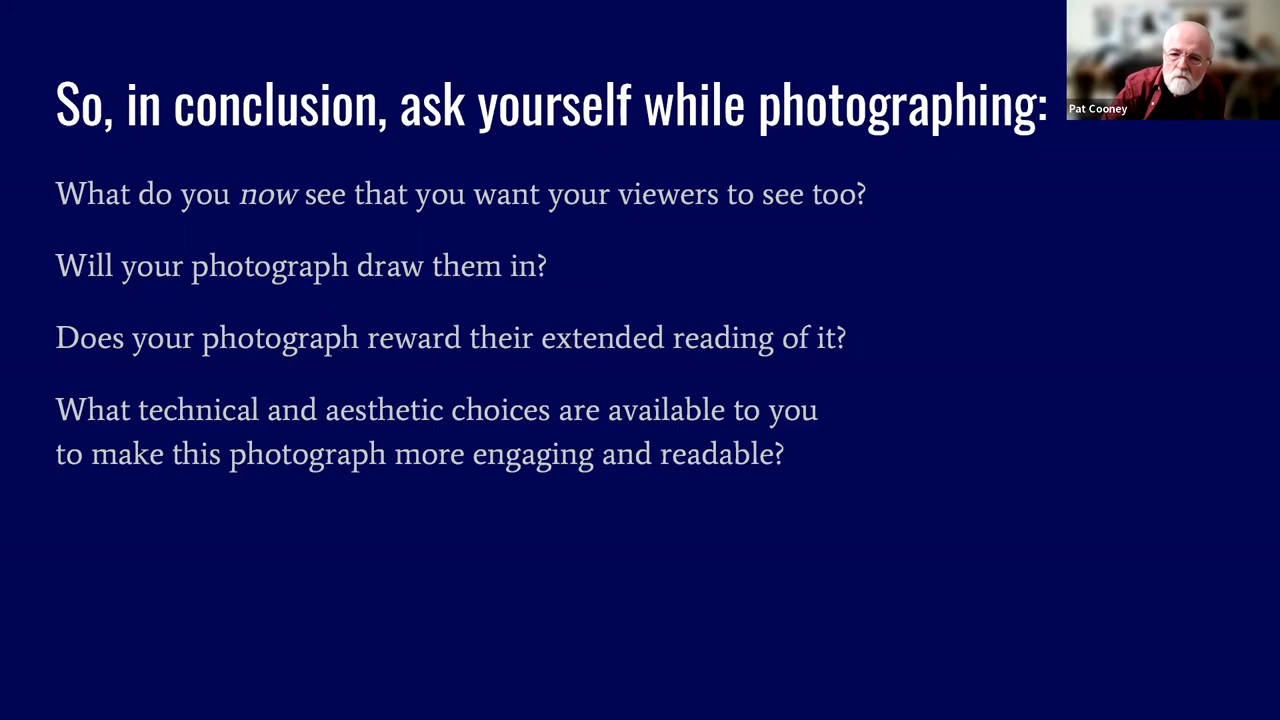 So, in conclusion, ask yourself while photographing:
Pat Cooney
What do you now see that you want your viewers to see too?
Will your photograph draw them in?
Does your photograph reward their extended reading of it?
What technical and aesthetic choices are available to you
to make this photograph more engaging and readable?